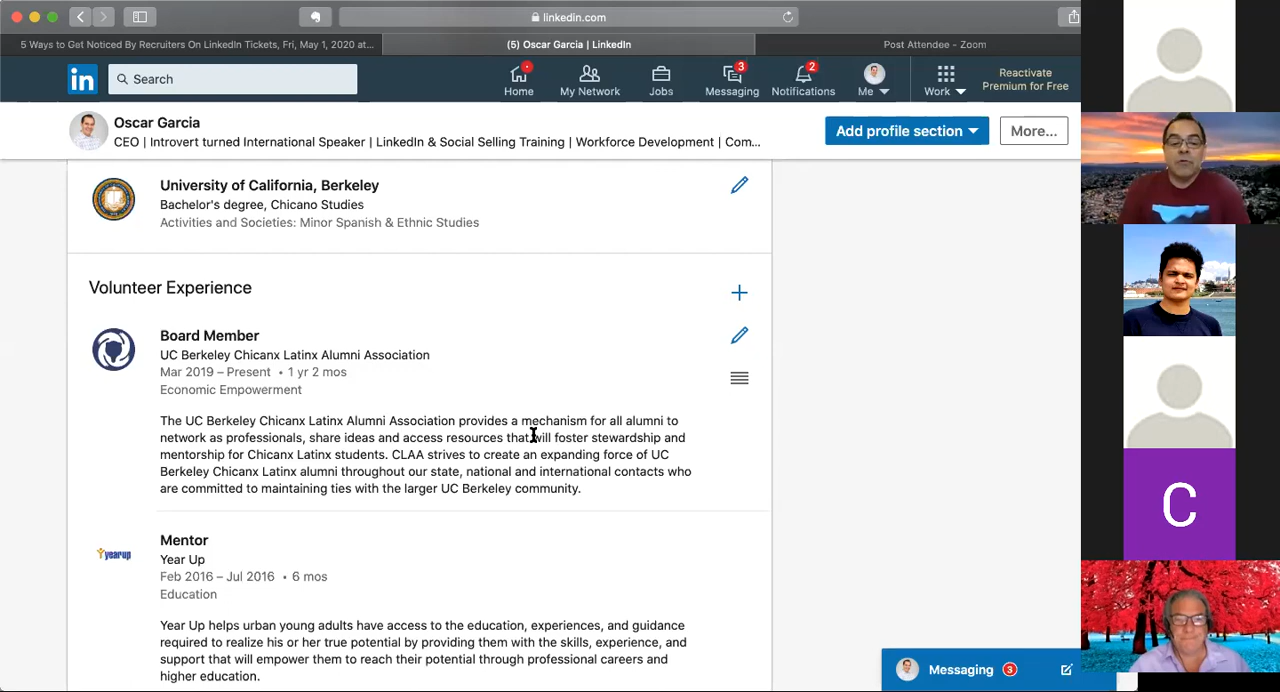 linkedin.com
5 Ways to Get Noticed By Recruiters On LinkedIn Tickets, Fri, May 1, 2020 at...
(5) Oscar Garcia | LinkedIn
Post Attendee - Zoom
in
Search
Home
My Network
Jobs
3
Messaging
2
Notifications
Me
Work
Reactivate
Premium for Free
Oscar Garcia
CEO | Introvert turned International Speaker | LinkedIn & Social Selling Training | Workforce Development | Com...
Add profile section
More...
University of California, Berkeley
Bachelor's degree, Chicano Studies
Activities and Societies: Minor Spanish & Ethnic Studies
Volunteer Experience
Board Member
UC Berkeley Chicanx Latinx Alumni Association
Mar 2019 – Present • 1 yr 2 mos
Economic Empowerment
The UC Berkeley Chicanx Latinx Alumni Association provides a mechanism for all alumni to
network as professionals, share ideas and access resources that will foster stewardship and
mentorship for Chicanx Latinx students. CLAA strives to create an expanding force of UC
Berkeley Chicanx Latinx alumni throughout our state, national and international contacts who
are committed to maintaining ties with the larger UC Berkeley community.
yearup
Mentor
Year Up
Feb 2016 – Jul 2016 • 6 mos
Education
Year Up helps urban young adults have access to the education, experiences, and guidance
required to realize his or her true potential by providing them with the skills, experience, and
support that will empower them to reach their potential through professional careers and
higher education.
Messaging 3
C